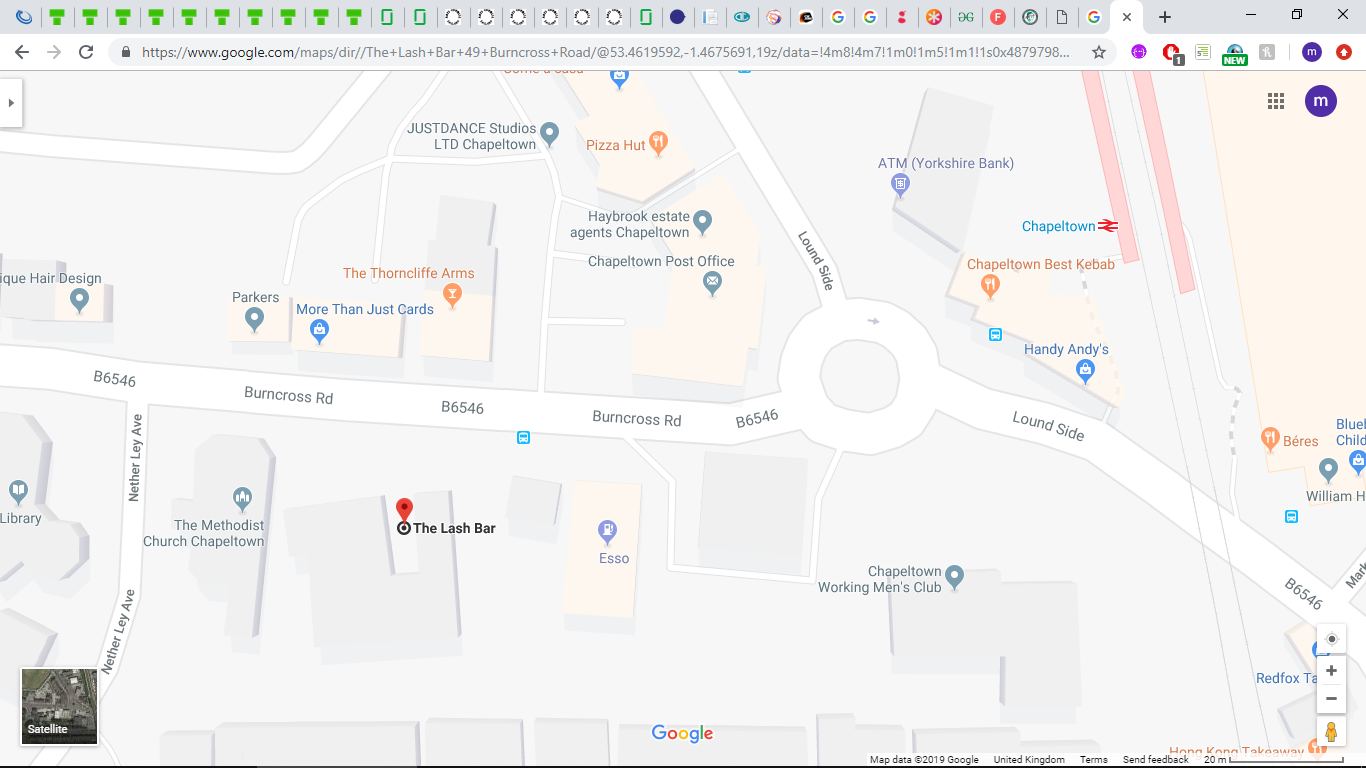 https://www.google.com/maps/dir//The+Lash+Bar+49+Burncross+Road/@53.4619592,-1.4675691,19z/data=!4m8!4m7!1m0!1m5!1m1!1s0x4879798...
1
NEW
m
m
JUSTDANCE Studios
LTD Chapeltown
Pizza Hut
ATM (Yorkshire Bank)
Haybrook estate
agents Chapeltown
Chapeltown
Lound Side
Chapeltown Post Office
Chapeltown Best Kebab
ique Hair Design
The Thorncliffe Arms
Parkers
More Than Just Cards
Handy Andy's
B6546
Burncross Rd
B6546
Burncross Rd
B6546
Lound Side
Béres
Nether Ley Ave
Library
The Methodist
Church Chapeltown
The Lash Bar
Esso
William H
Chapeltown
Working Men's Club
B6546
Nether Ley Ave
Redfox Ta
Satellite
Google
Hong Kong Takeaway
Map data ©2019 Google
United Kingdom
Terms
Send feedback
20 m